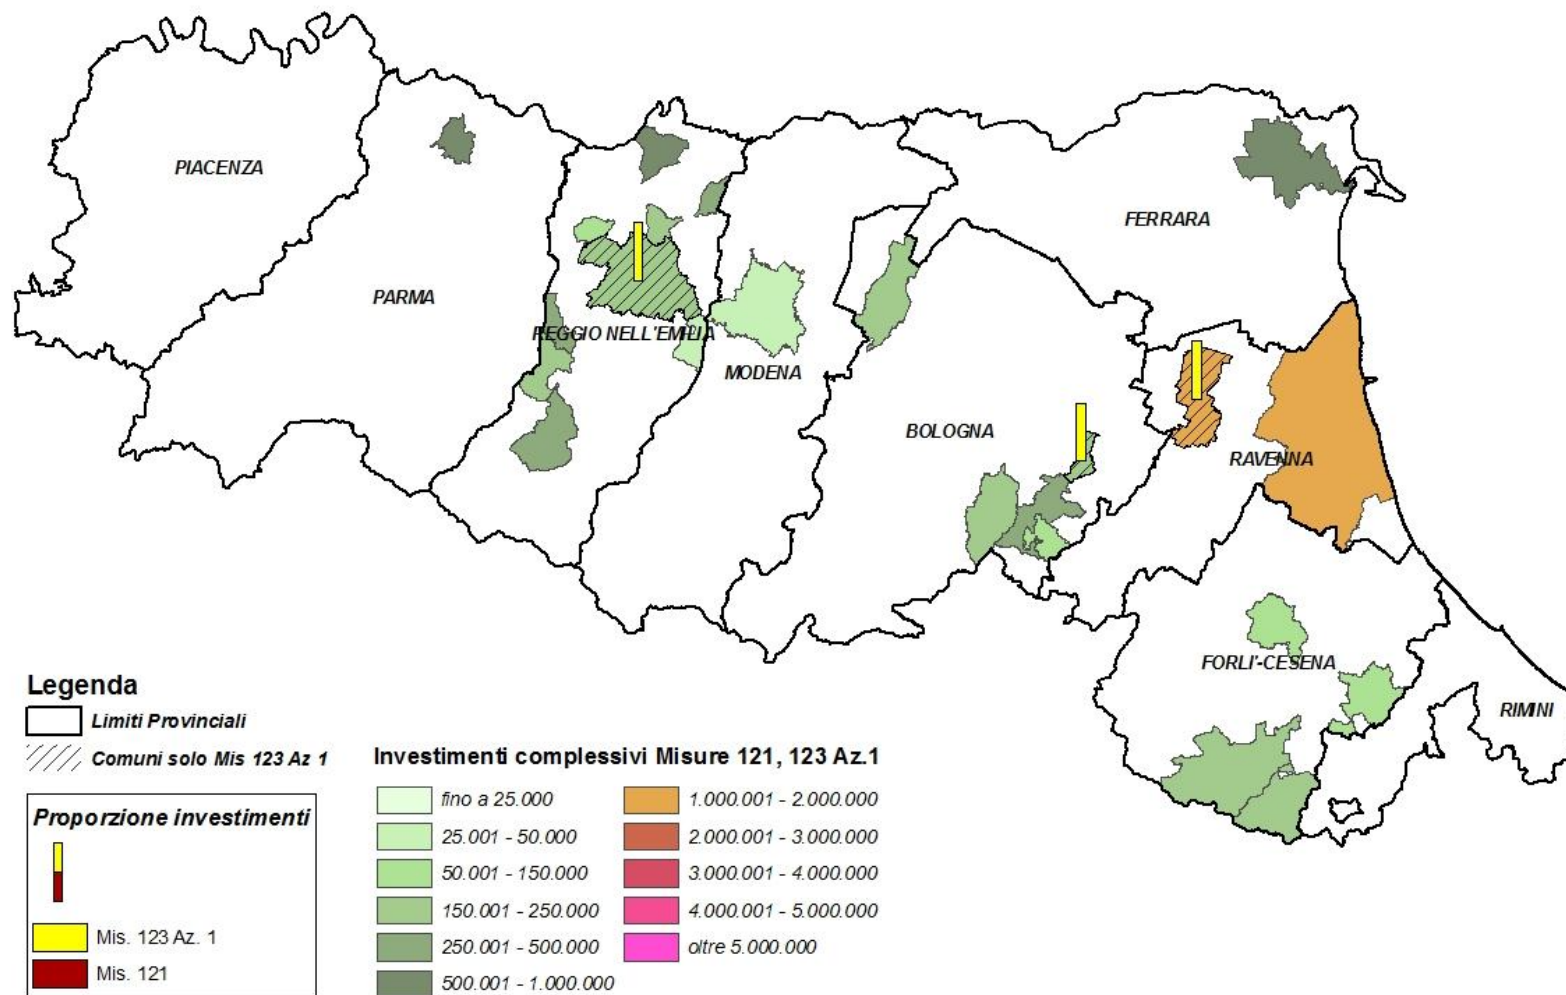 PIACENZA
PARMA
REGGIO NELL'EMILIA
MODENA
BOLOGNA
FERRARA
RAVENNA
FORLI'-CESENA
RIMINI
Legenda
Limiti Provinciali
Comuni solo Mis 123 Az 1
Proporzione investimenti
Mis. 123 Az. 1
Mis. 121
Investimenti complessivi Misure 121, 123 Az.1
fino a 25.000
25.001 - 50.000
50.001 - 150.000
150.001 - 250.000
250.001 - 500.000
500.001 - 1.000.000
1.000.001 - 2.000.000
2.000.001 - 3.000.000
3.000.001 - 4.000.000
4.000.001 - 5.000.000
oltre 5.000.000